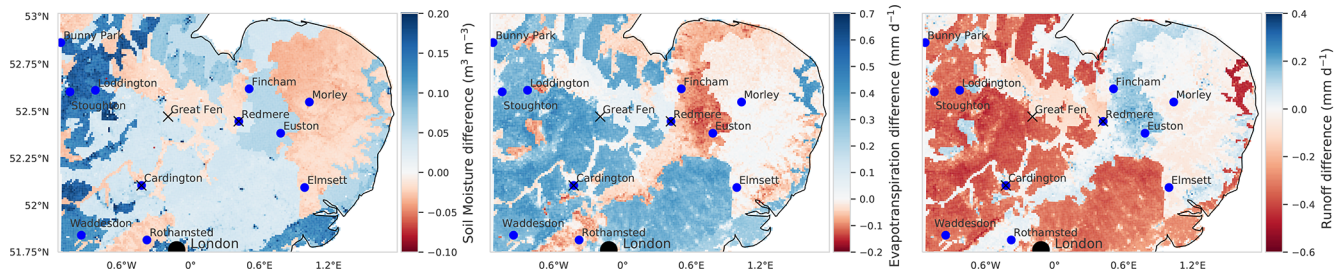 53°N
52.75°N
52.5°N
52.25°N
52°N
51.75°N
0.6°W
0°
0.6°E
1.2°E
Bunny Park
Loddington
Stoughton
Great Fen
Fincham
Morley
Redmere
Euston
Cardington
Elmsett
Waddesdon
Rothamsted
London
0.20
0.15
0.10
0.05
0.00
−0.05
−0.10
Soil Moisture difference (m³ m⁻³)
Bunny Park
Loddington
Stoughton
Great Fen
Fincham
Morley
Redmere
Euston
Cardington
Elmsett
Waddesdon
Rothamsted
London
0.6°W
0°
0.6°E
1.2°E
0.7
0.6
0.5
0.4
0.3
0.2
0.1
0.0
−0.1
−0.2
Evapotranspiration difference (mm d⁻¹)
Bunny Park
Loddington
Stoughton
Great Fen
Fincham
Morley
Redmere
Euston
Cardington
Elmsett
Waddesdon
Rothamsted
London
0.6°W
0°
0.6°E
1.2°E
0.4
0.2
0.0
−0.2
−0.4
−0.6
Runoff difference (mm d⁻¹)